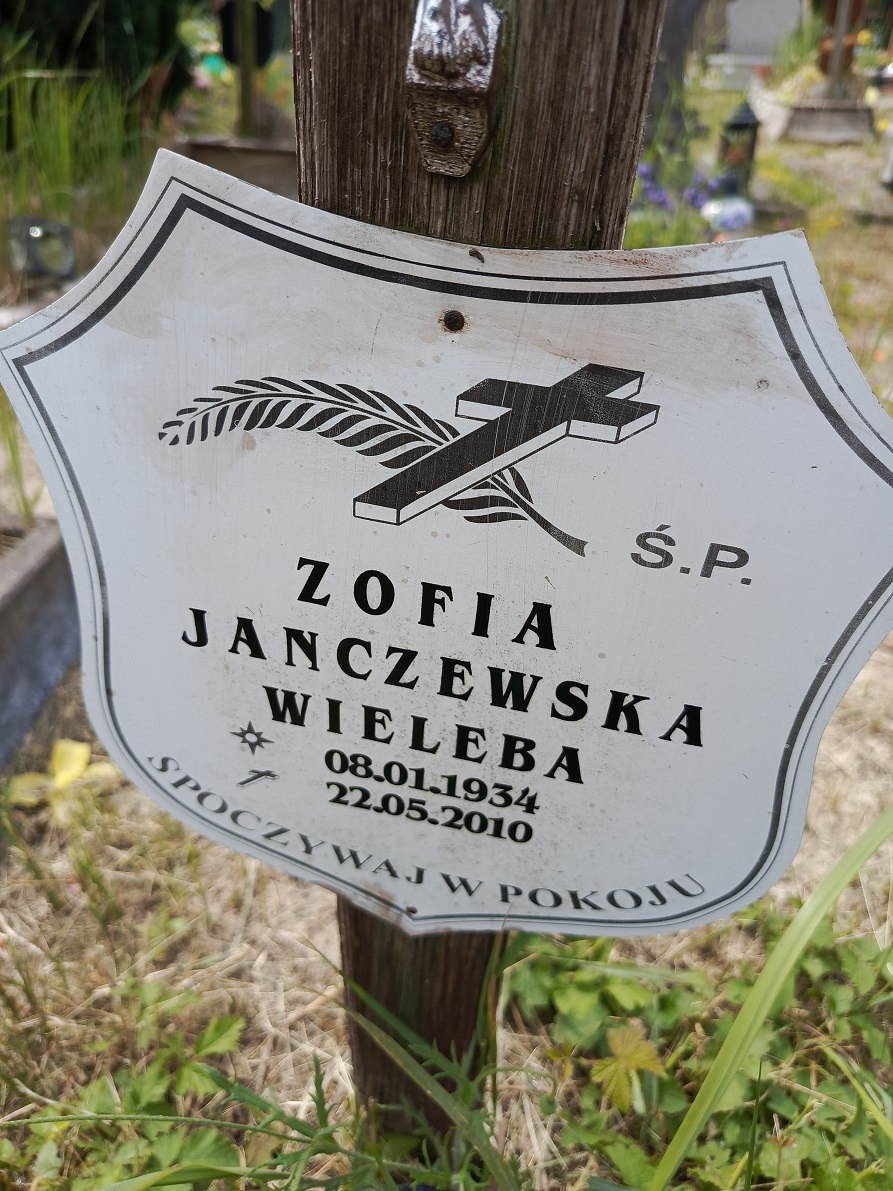 Ś.P.
ZOFIA
JANCZEWSKA
WIELEBA
08.01.1934
22.05.2010
SPOCZYWAJ W POKOJU